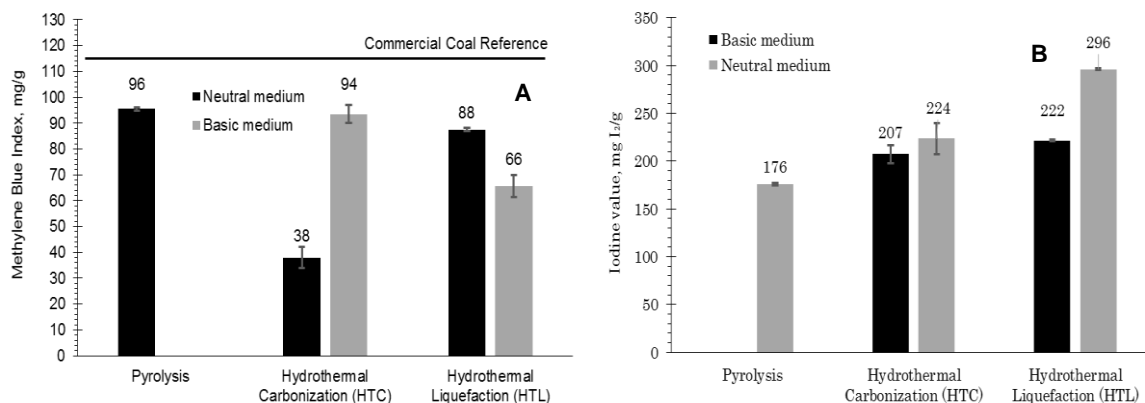 Methylene Blue Index, mg/g
130
120
110
100
90
80
70
60
50
40
30
20
10
0
Commercial Coal Reference
A
Neutral medium
Basic medium
96
38
94
88
66
Pyrolysis
Hydrothermal
Carbonization (HTC)
Hydrothermal
Liquefaction (HTL)
Iodine value, mg I2/g
350
300
250
200
150
100
50
0
Basic medium
Neutral medium
B
176
207
224
222
296
Pyrolysis
Hydrothermal
Carbonization (HTC)
Hydrothermal
Liquefaction (HTL)